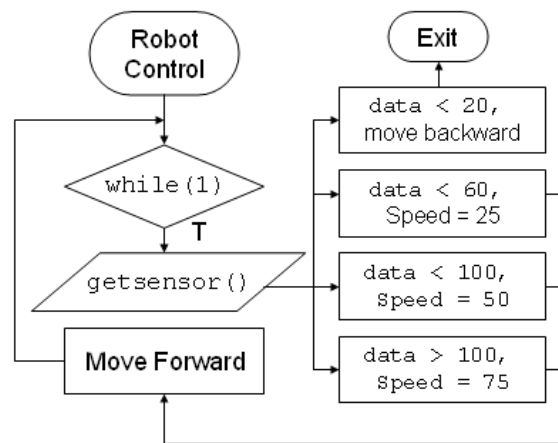 Robot
Control
while(1)
T
getsensor()
Move Forward
Exit
data < 20,
move backward
data < 60,
Speed = 25
data < 100,
Speed = 50
data > 100,
Speed = 75